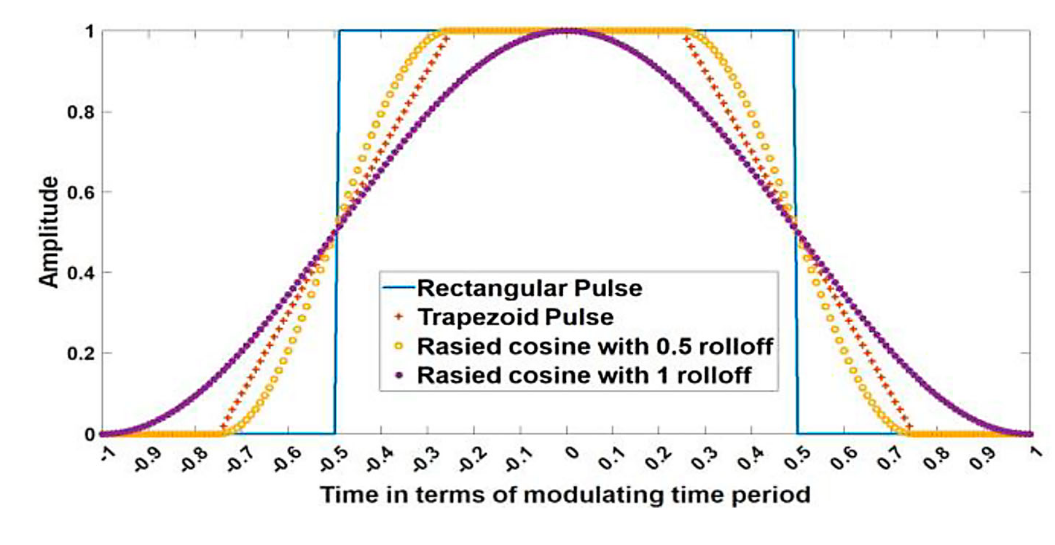 1
0.8
0.6
0.4
0.2
0
Amplitude
Rectangular Pulse
Trapezoid Pulse
Rasied cosine with 0.5 rolloff
Rasied cosine with 1 rolloff
-1 -0.9 -0.8 -0.7 -0.6 -0.5 -0.4 -0.3 -0.2 -0.1 0 0.1 0.2 0.3 0.4 0.5 0.6 0.7 0.8 0.9 1
Time in terms of modulating time period